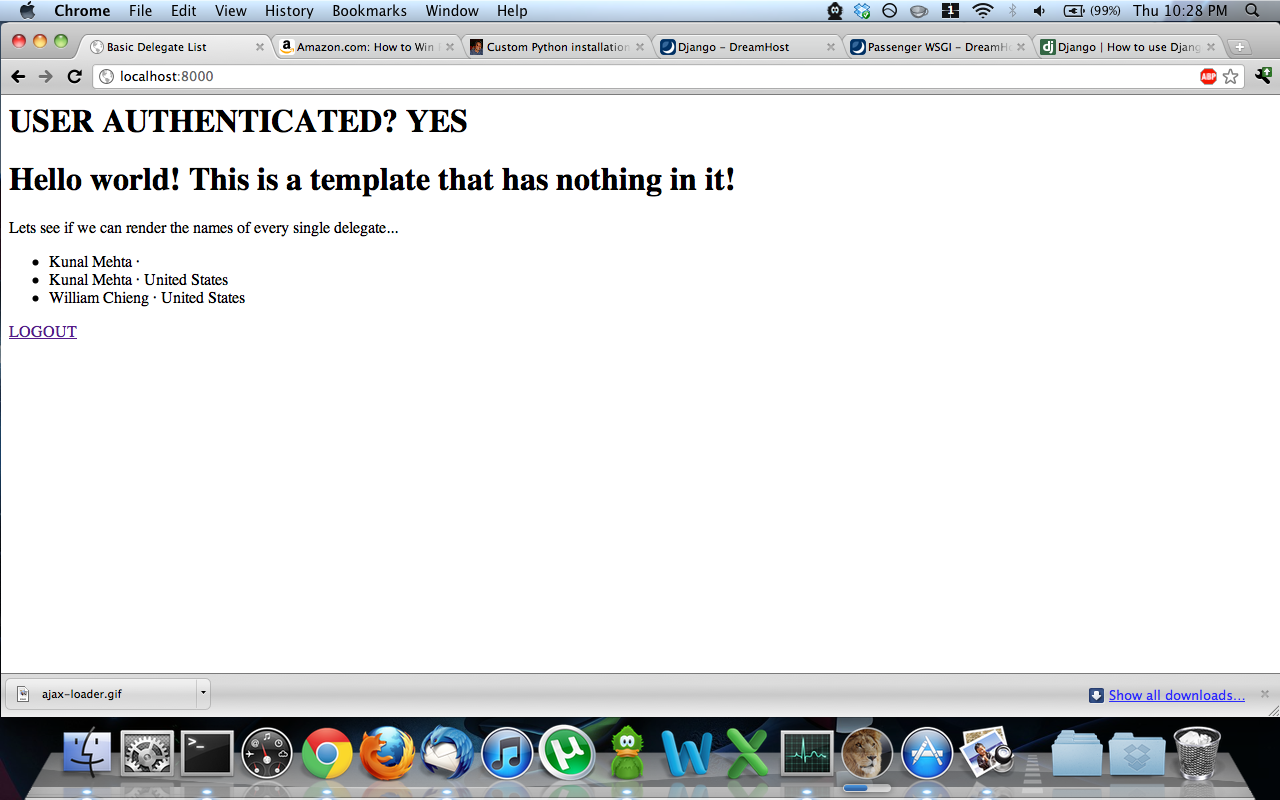 Chrome File Edit View History Bookmarks Window Help (99%) Thu 10:28 PM
Basic Delegate List Amazon.com: How to Win Custom Python installation Django – DreamHost Passenger WSGI – DreamH Django | How to use Djang
localhost:8000 ABP
USER AUTHENTICATED? YES
Hello world! This is a template that has nothing in it!
Lets see if we can render the names of every single delegate...
• Kunal Mehta ·
• Kunal Mehta · United States
• William Chieng · United States
LOGOUT
ajax-loader.gif Show all downloads...